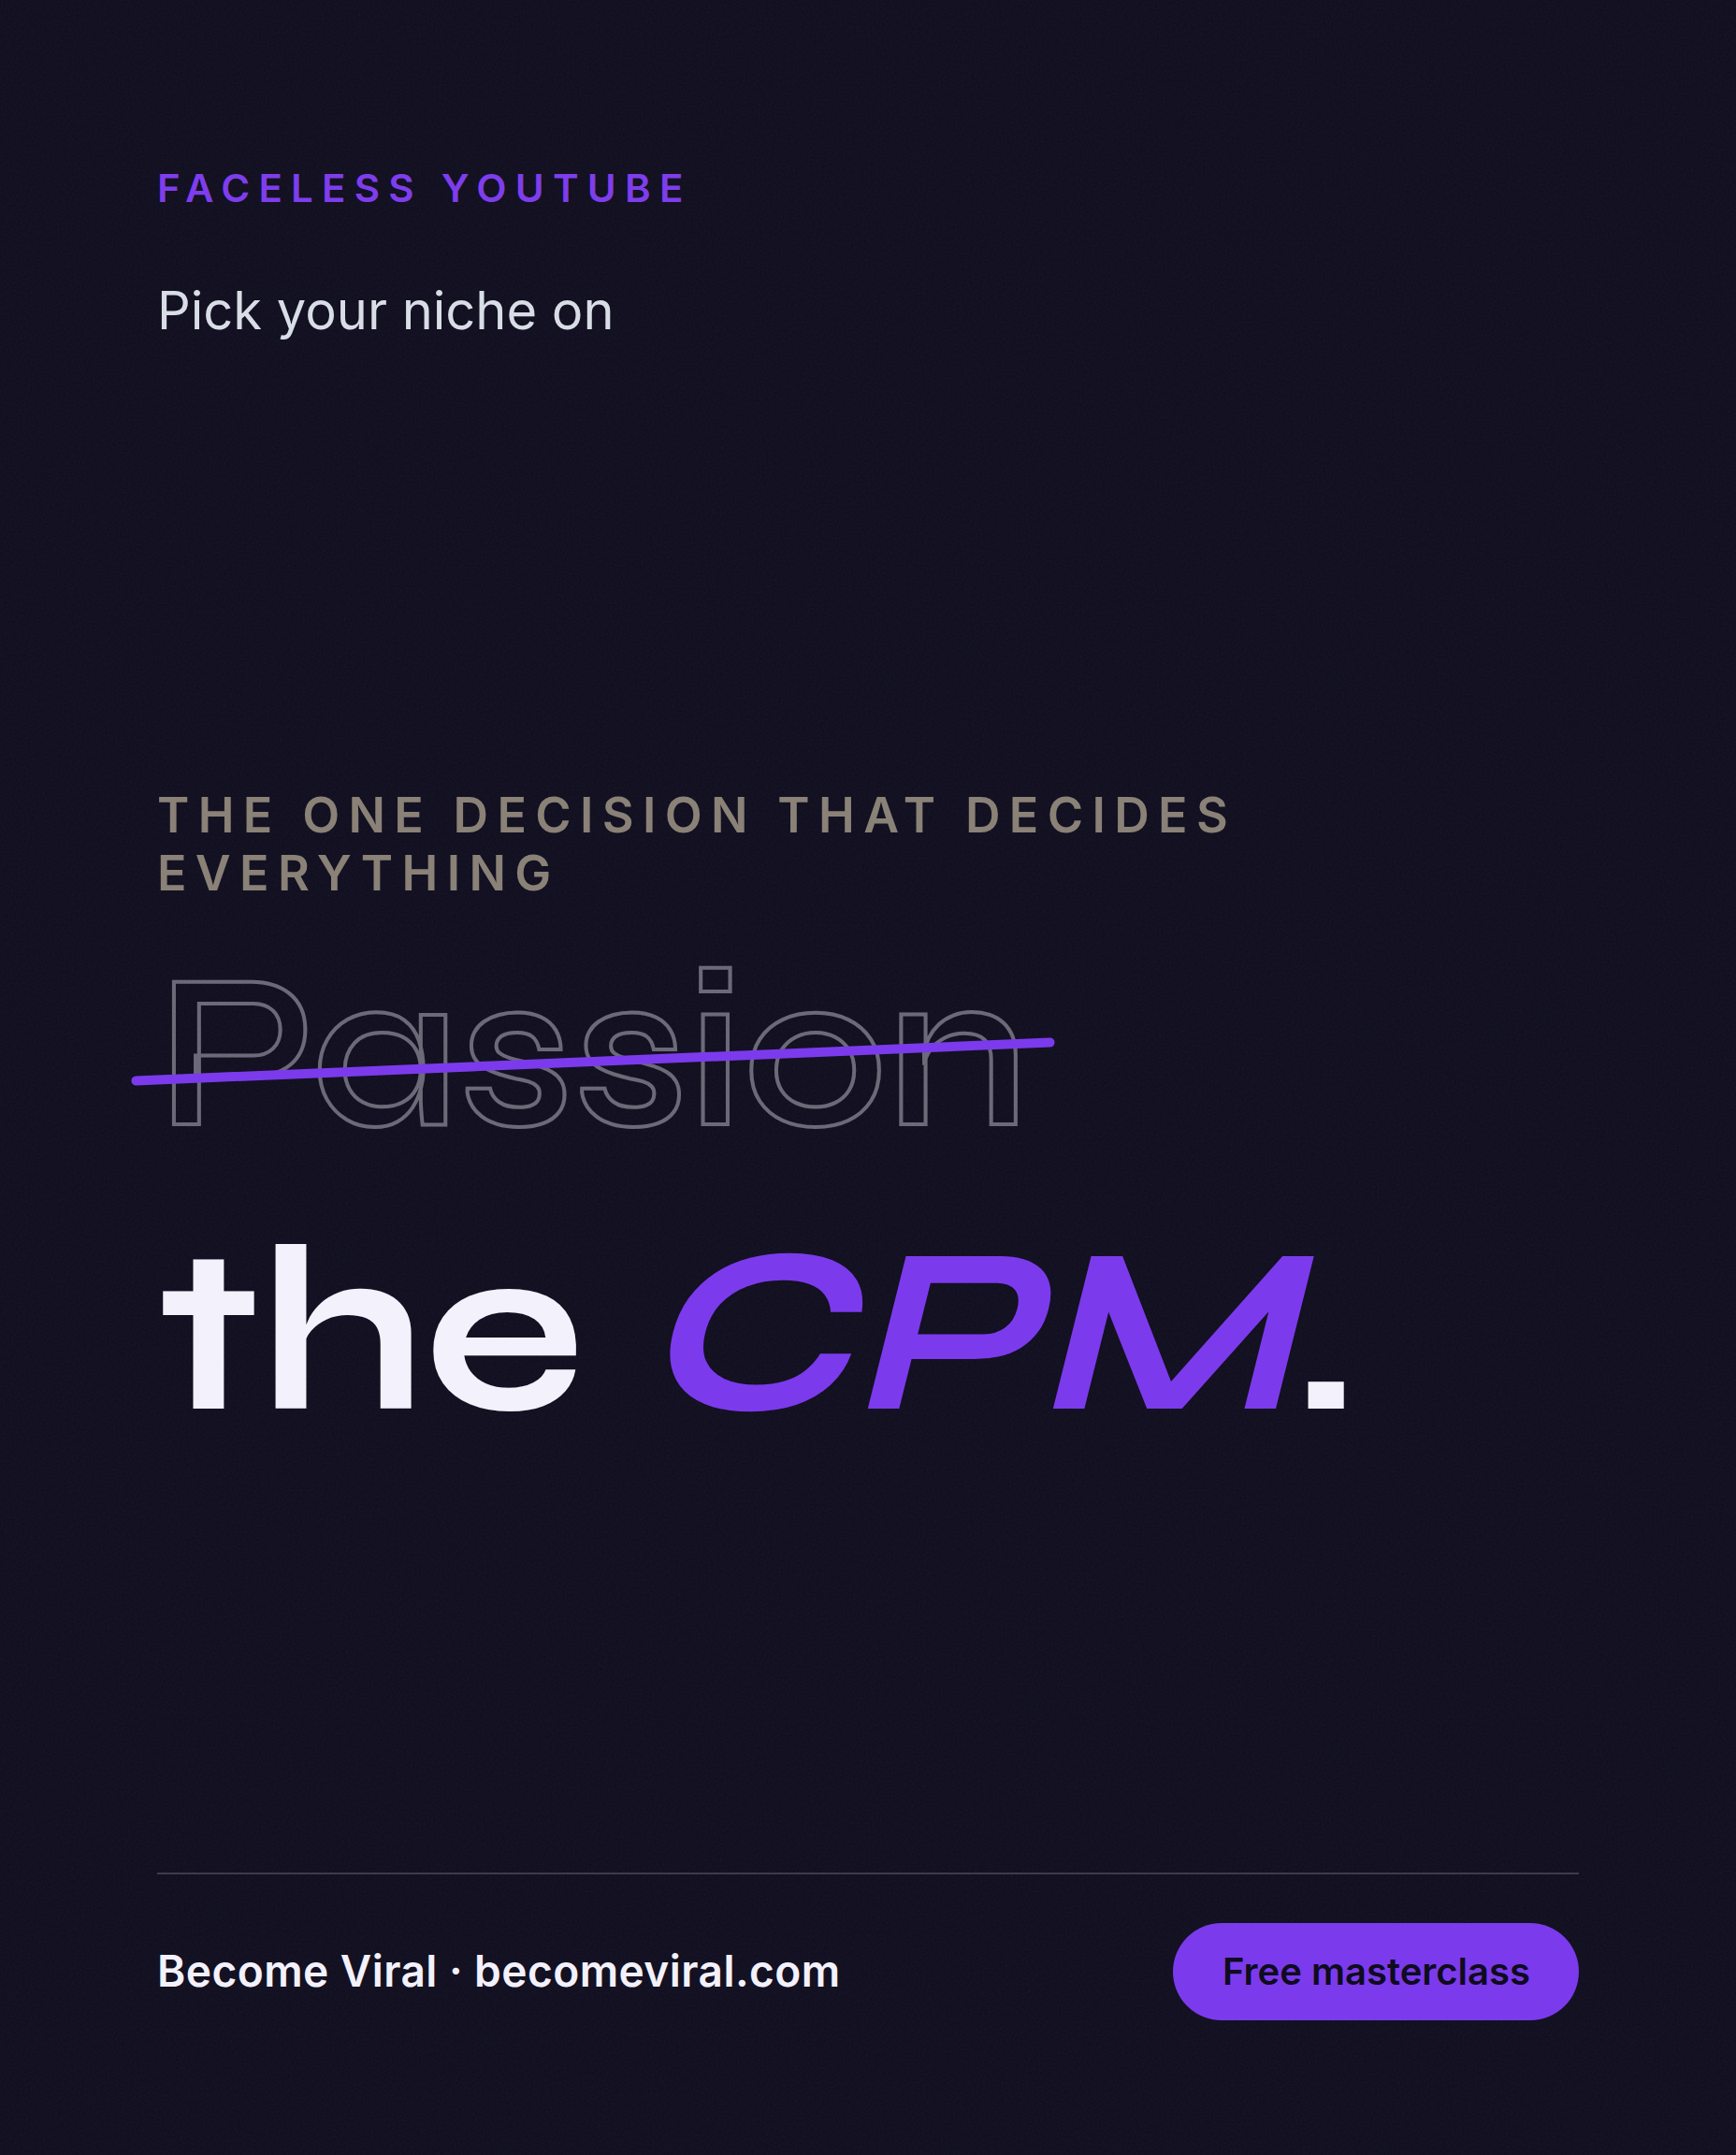 FACELESS YOUTUBE
Pick your niche on
THE ONE DECISION THAT DECIDES
EVERYTHING
Passion
the CPM.
Become Viral · becomeviral.com
Free masterclass